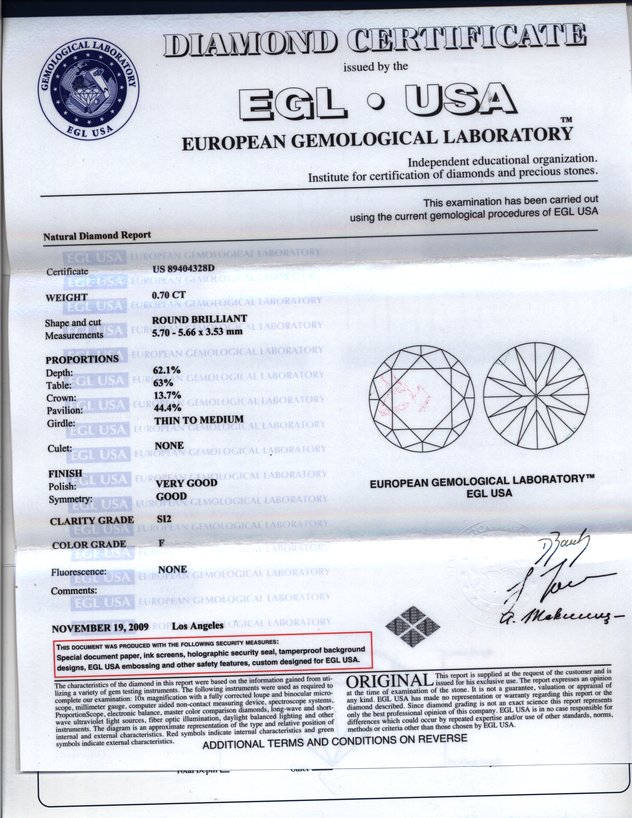 GEMOLOGICAL LABORATORY
EGL USA
DIAMOND CERTIFICATE
issued by the
EGL • USA
EUROPEAN GEMOLOGICAL LABORATORY™
Independent educational organization.
Institute for certification of diamonds and precious stones.
This examination has been carried out
using the current gemological procedures of EGL USA
Natural Diamond Report
Certificate US 89404328D
WEIGHT 0.70 CT
Shape and cut ROUND BRILLIANT
Measurements 5.70 - 5.66 x 3.53 mm
PROPORTIONS
Depth: 62.1%
Table: 63%
Crown: 13.7%
Pavilion: 44.4%
Girdle: THIN TO MEDIUM
Culet: NONE
FINISH
Polish: VERY GOOD
Symmetry: GOOD
CLARITY GRADE SI2
COLOR GRADE F
Fluorescence: NONE
Comments:
EUROPEAN GEMOLOGICAL LABORATORY™
EGL USA
NOVEMBER 19, 2009 Los Angeles
THIS DOCUMENT WAS PRODUCED WITH THE FOLLOWING SECURITY MEASURES:
Special document paper, ink screens, holographic security seal, tamperproof background
designs, EGL USA embossing and other safety features, custom designed for EGL USA.
The characteristics of the diamond in this report were based on the information gained from uti-
lizing a variety of gem testing instruments. The following instruments were used as required to
complete our examination: 10x magnification with a fully corrected loupe and binocular micro-
scope, millimeter gauge, computer aided non-contact measuring device, spectroscope systems,
ProportionScope, electronic balance, master color comparison diamonds, long-wave and short-
wave ultraviolet light sources, fiber optic illumination, daylight balanced lighting and other
instruments. The diagram is an approximate representation of the type and relative position of
internal and external characteristics. Red symbols indicate internal characteristics and green
symbols indicate external characteristics.
ORIGINAL This report is supplied at the request of the customer and is
issued for his exclusive use. The report expresses an opinion
at the time of examination of the stone. It is not a guarantee, valuation or appraisal of
any kind. EGL USA has made no representation or warranty regarding this report or the
diamond described. Since diamond grading is not an exact science this report represents
only the best professional opinion of this company. EGL USA is in no case responsible for
differences which could occur by repeated expertise and/or use of other standards, norms,
methods or criteria other than those chosen by EGL USA.
ADDITIONAL TERMS AND CONDITIONS ON REVERSE